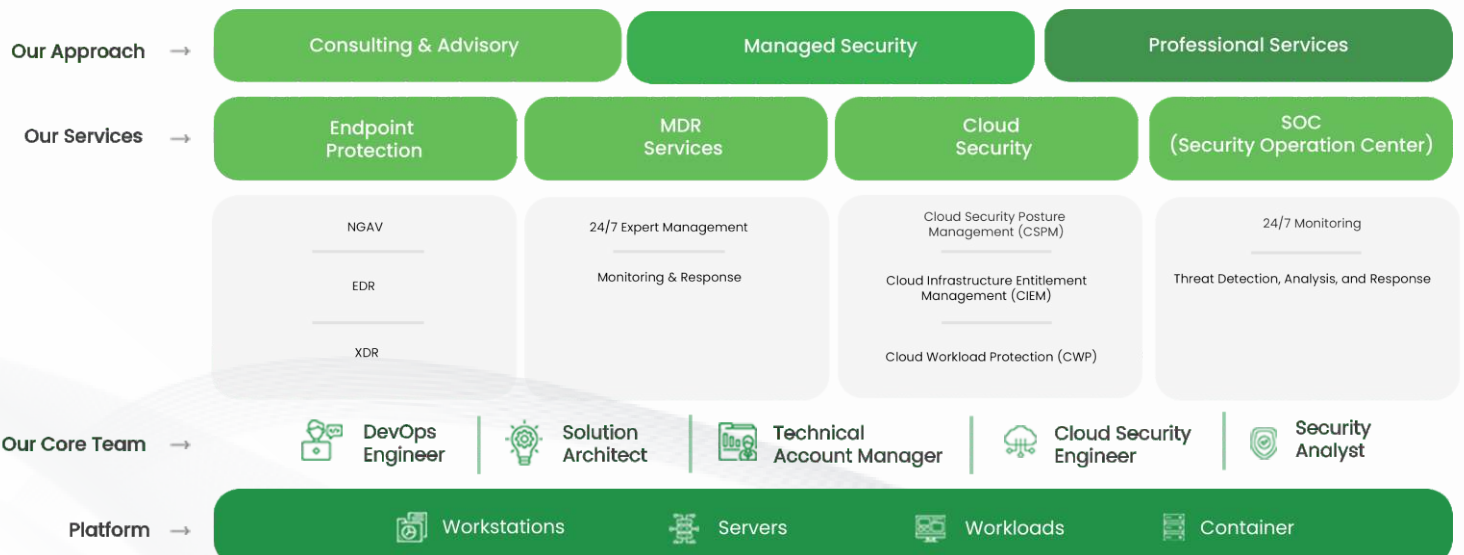 Our Approach →
Consulting & Advisory
Managed Security
Professional Services
Our Services →
Endpoint
Protection
MDR
Services
Cloud
Security
SOC
(Security Operation Center)
NGAV
EDR
XDR
24/7 Expert Management
Monitoring & Response
Cloud Security Posture
Management (CSPM)
Cloud Infrastructure Entitlement
Management (CIEM)
Cloud Workload Protection (CWP)
24/7 Monitoring
Threat Detection, Analysis, and Response
Our Core Team →
DevOps
Engineer
Solution
Architect
Technical
Account Manager
Cloud Security
Engineer
Security
Analyst
Platform →
Workstations
Servers
Workloads
Container